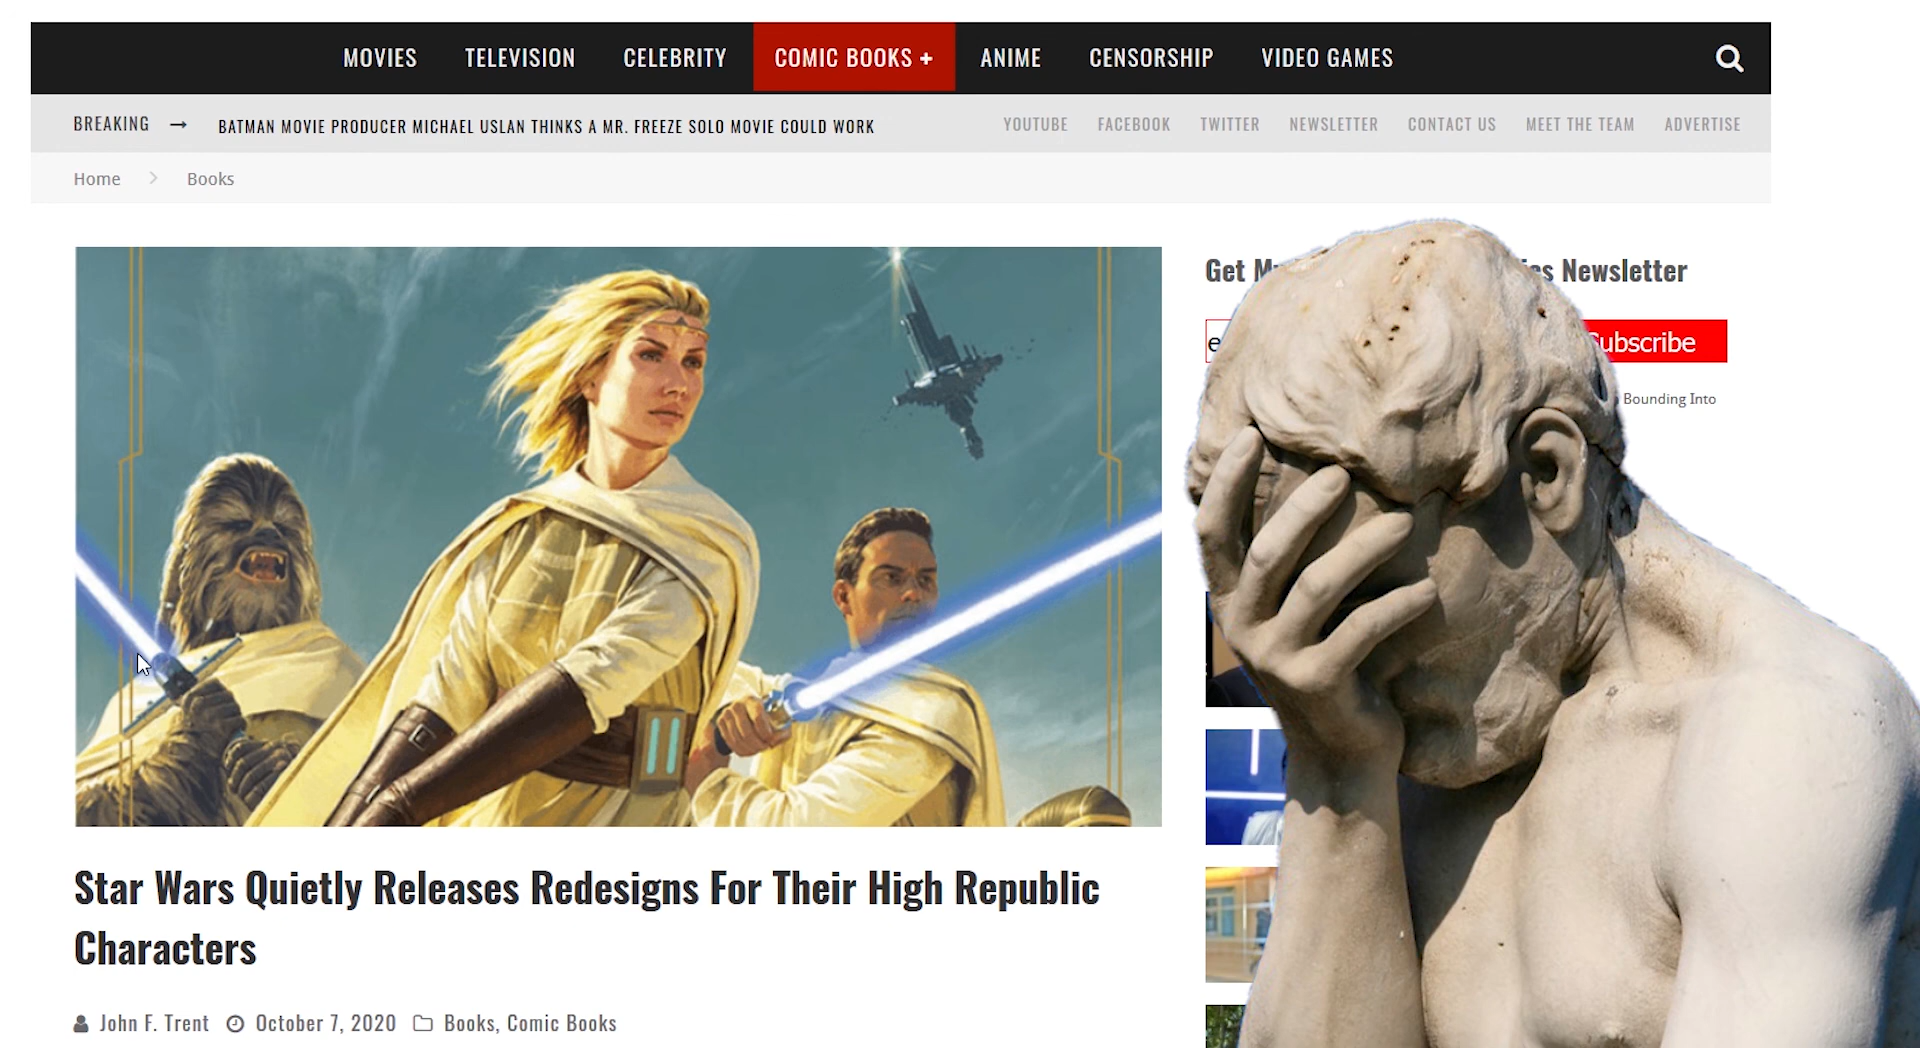 MOVIES TELEVISION CELEBRITY COMIC BOOKS + ANIME CENSORSHIP VIDEO GAMES
BREAKING → BATMAN MOVIE PRODUCER MICHAEL USLAN THINKS A MR. FREEZE SOLO MOVIE COULD WORK YOUTUBE FACEBOOK TWITTER NEWSLETTER CONTACT US MEET THE TEAM ADVERTISE
Home > Books
Get Newsletter
Subscribe
Bounding Into
Star Wars Quietly Releases Redesigns For Their High Republic
Characters
John F. Trent October 7, 2020 Books, Comic Books